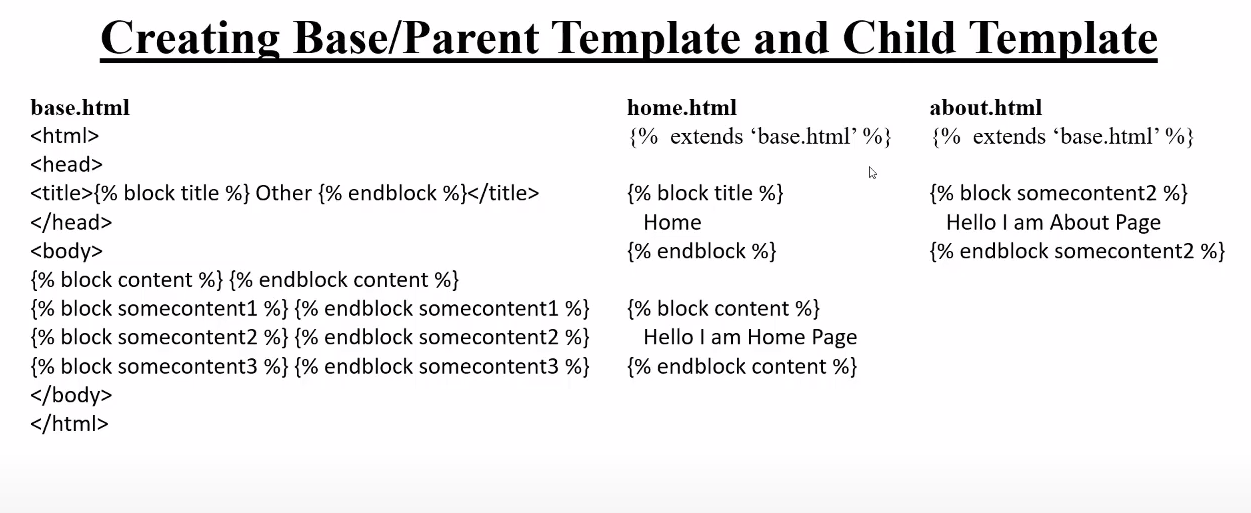 Creating Base/Parent Template and Child Template
base.html
<html>
<head>
<title>{% block title %} Other {% endblock %}</title>
</head>
<body>
{% block content %} {% endblock content %}
{% block somecontent1 %} {% endblock somecontent1 %}
{% block somecontent2 %} {% endblock somecontent2 %}
{% block somecontent3 %} {% endblock somecontent3 %}
</body>
</html>
home.html
{% extends ‘base.html’ %}
{% block title %}
Home
{% endblock %}
{% block content %}
Hello I am Home Page
{% endblock content %}
about.html
{% extends ‘base.html’ %}
{% block somecontent2 %}
Hello I am About Page
{% endblock somecontent2 %}